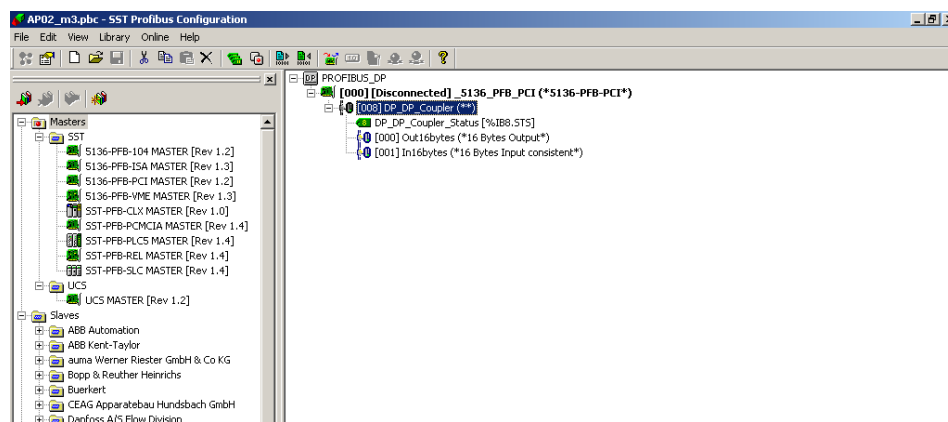 AP02_m3.pbc - SST Profibus Configuration
File Edit View Library Online Help
PROFIBUS_DP
[000] [Disconnected] _5136_PFB_PCI (*5136-PFB-PCI*)
[008] DP_DP_Coupler (**)
DP_DP_Coupler_Status [%IB8.STS]
[000] Out16bytes (*16 Bytes Output*)
[001] In16bytes (*16 Bytes Input consistent*)
Masters
SST
5136-PFB-104 MASTER [Rev 1.2]
5136-PFB-ISA MASTER [Rev 1.3]
5136-PFB-PCI MASTER [Rev 1.2]
5136-PFB-VME MASTER [Rev 1.3]
SST-PFB-CLX MASTER [Rev 1.0]
SST-PFB-PCMCIA MASTER [Rev 1.4]
SST-PFB-PLC5 MASTER [Rev 1.4]
SST-PFB-REL MASTER [Rev 1.4]
SST-PFB-SLC MASTER [Rev 1.4]
UCS
UCS MASTER [Rev 1.2]
Slaves
ABB Automation
ABB Kent-Taylor
auma Werner Riester GmbH & Co KG
Bopp & Reuther Heinrichs
Buerkert
CEAG Apparatebau Hundsbach GmbH
Danfoss A/S Flow Division